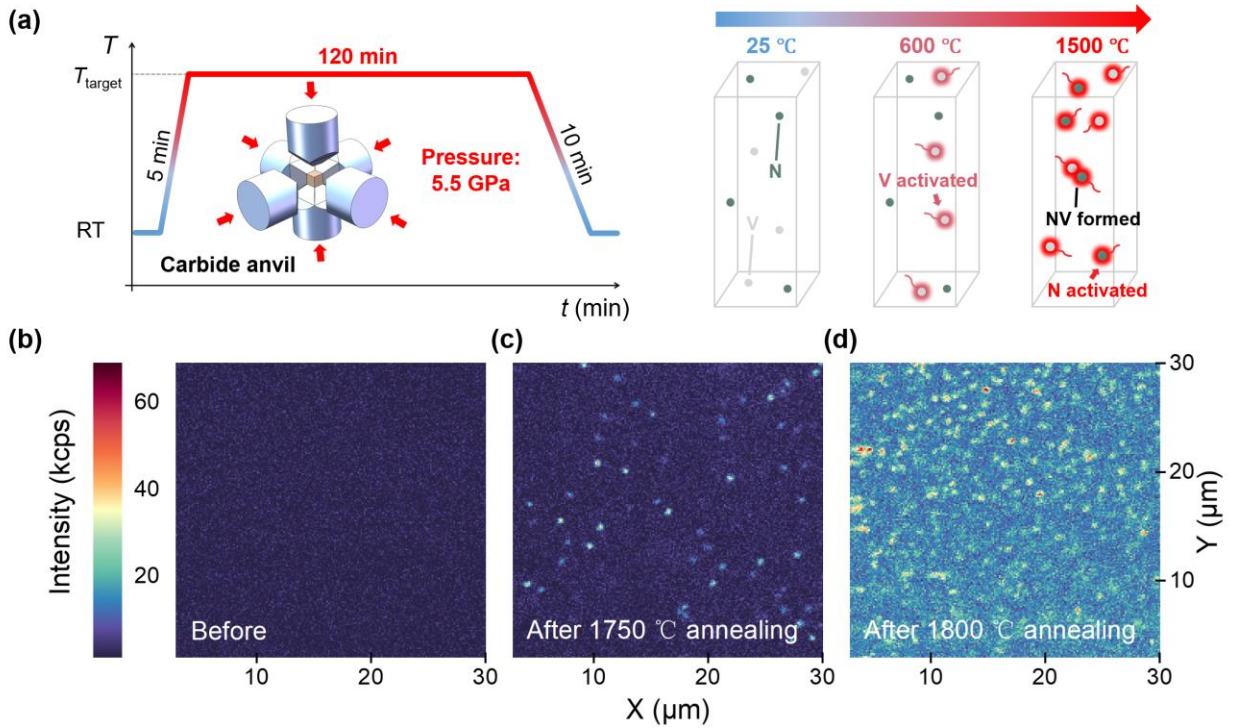 (a)
T
T target
120 min
5 min
10 min
Pressure:
5.5 GPa
RT
Carbide anvil
t (min)
25 ℃
600 ℃
1500 ℃
N
V activated
V
NV formed
N activated
(b)
(c)
(d)
Intensity (kcps)
60
40
20
Before
After 1750 ℃ annealing
After 1800 ℃ annealing
30
20
10
Y (μm)
10
20
30
10
20
30
10
20
30
X (μm)